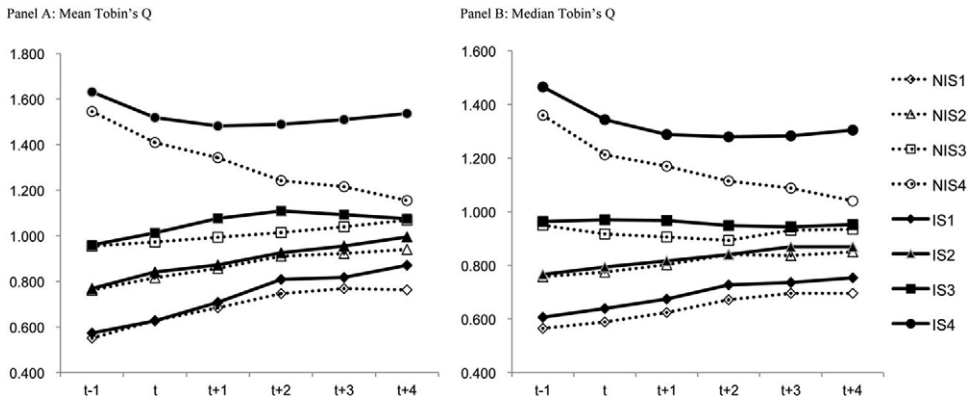 Panel A: Mean Tobin's Q
1.800
1.600
1.400
1.200
1.000
0.800
0.600
0.400
t-1 t t+1 t+2 t+3 t+4
Panel B: Median Tobin's Q
1.600
1.400
1.200
1.000
0.800
0.600
0.400
t-1 t t+1 t+2 t+3 t+4
NIS1
NIS2
NIS3
NIS4
IS1
IS2
IS3
IS4